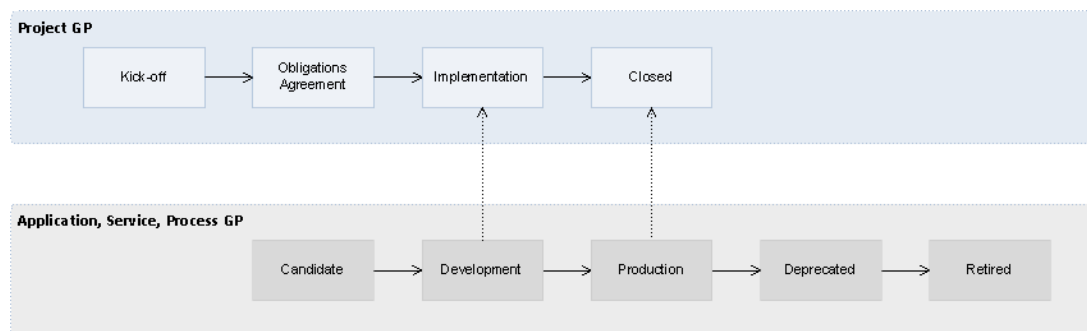 Project GP
Kick-off
Obligations
Agreement
Implementation
Closed
Application, Service, Process GP
Candidate
Development
Production
Deprecated
Retired